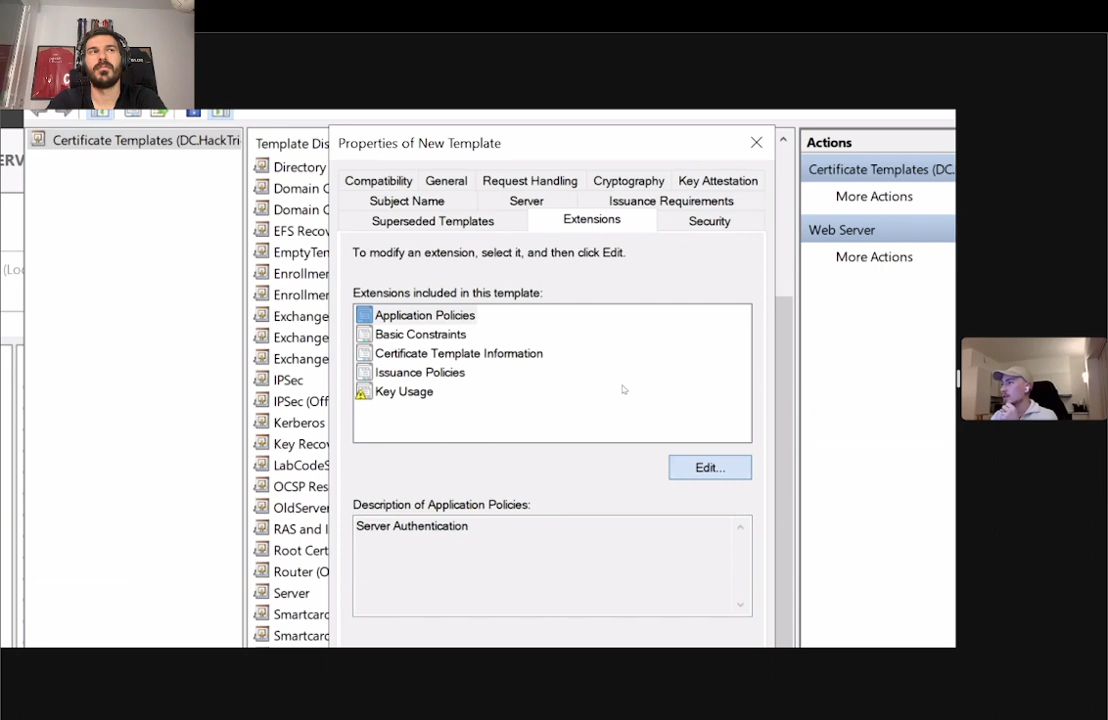 Certificate Templates (DC.HackTri
Template Dis
Directory
Domain C
Domain C
EFS Recov
EmptyTem
Enrollmer
Enrollmer
Exchange
Exchange
Exchange
IPSec
IPSec (Off
Kerberos
Key Recov
LabCodeS
OCSP Res
OldServer
RAS and I
Root Cert
Router (O
Server
Smartcard
Smartcard
Properties of New Template
Compatibility General Request Handling Cryptography Key Attestation
Subject Name Server Issuance Requirements
Superseded Templates Extensions Security
To modify an extension, select it, and then click Edit.
Extensions included in this template:
Application Policies
Basic Constraints
Certificate Template Information
Issuance Policies
Key Usage
Edit...
Description of Application Policies:
Server Authentication
Actions
Certificate Templates (DC.
More Actions
Web Server
More Actions